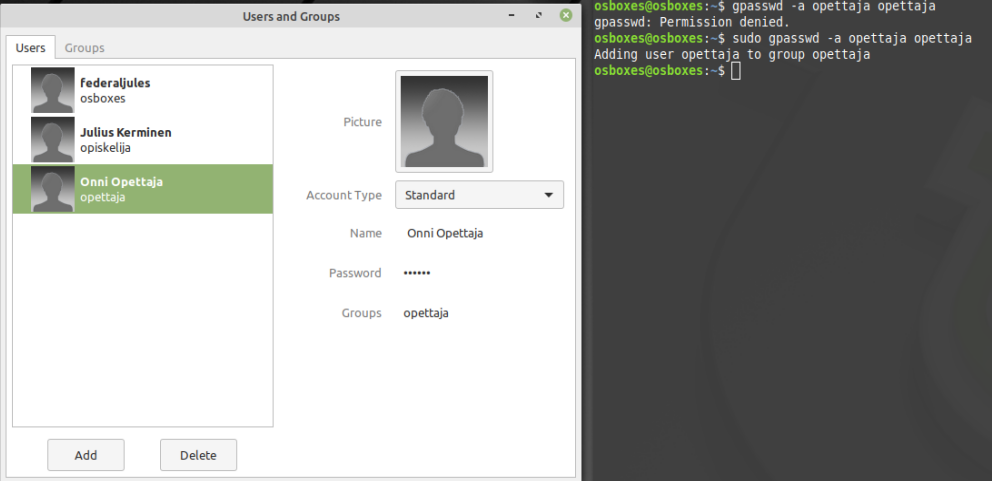 Users and Groups
Users
Groups
federaljules
osboxes
Julius Kerminen
opiskelija
Onni Opettaja
opettaja
Add
Delete
Picture
Account Type
Standard
Name
Onni Opettaja
Password
••••••
Groups
opettaja
osboxes@osboxes:~$ gpasswd -a opettaja opettaja
gpasswd: Permission denied.
osboxes@osboxes:~$ sudo gpasswd -a opettaja opettaja
Adding user opettaja to group opettaja
osboxes@osboxes:~$